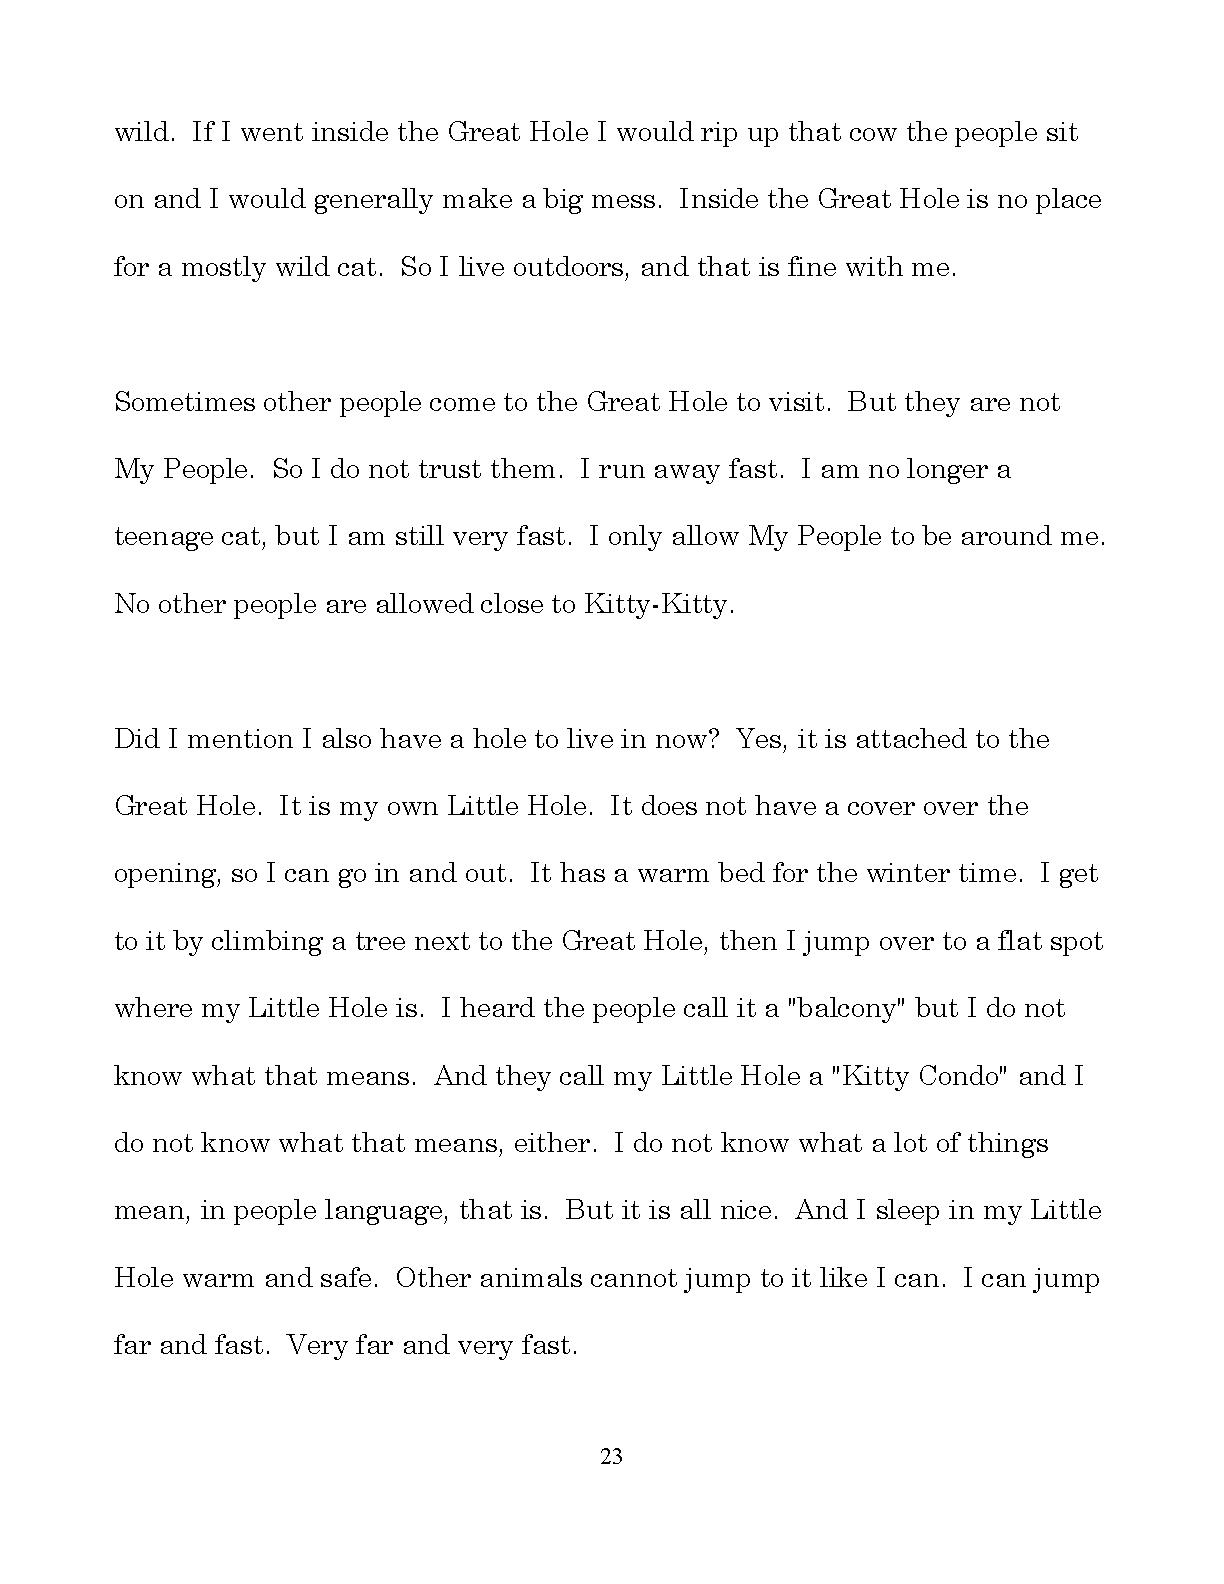 wild.  If I went inside the Great Hole I would rip up that cow the people sit
on and I would generally make a big mess.  Inside the Great Hole is no place
for a mostly wild cat.  So I live outdoors, and that is fine with me.
Sometimes other people come to the Great Hole to visit.  But they are not
My People.  So I do not trust them.  I run away fast.  I am no longer a
teenage cat, but I am still very fast.  I only allow My People to be around me.
No other people are allowed close to Kitty-Kitty.
Did I mention I also have a hole to live in now?  Yes, it is attached to the
Great Hole.  It is my own Little Hole.  It does not have a cover over the
opening, so I can go in and out.  It has a warm bed for the winter time.  I get
to it by climbing a tree next to the Great Hole, then I jump over to a flat spot
where my Little Hole is.  I heard the people call it a "balcony" but I do not
know what that means.  And they call my Little Hole a "Kitty Condo" and I
do not know what that means, either.  I do not know what a lot of things
mean, in people language, that is.  But it is all nice.  And I sleep in my Little
Hole warm and safe.  Other animals cannot jump to it like I can.  I can jump
far and fast.  Very far and very fast.
23